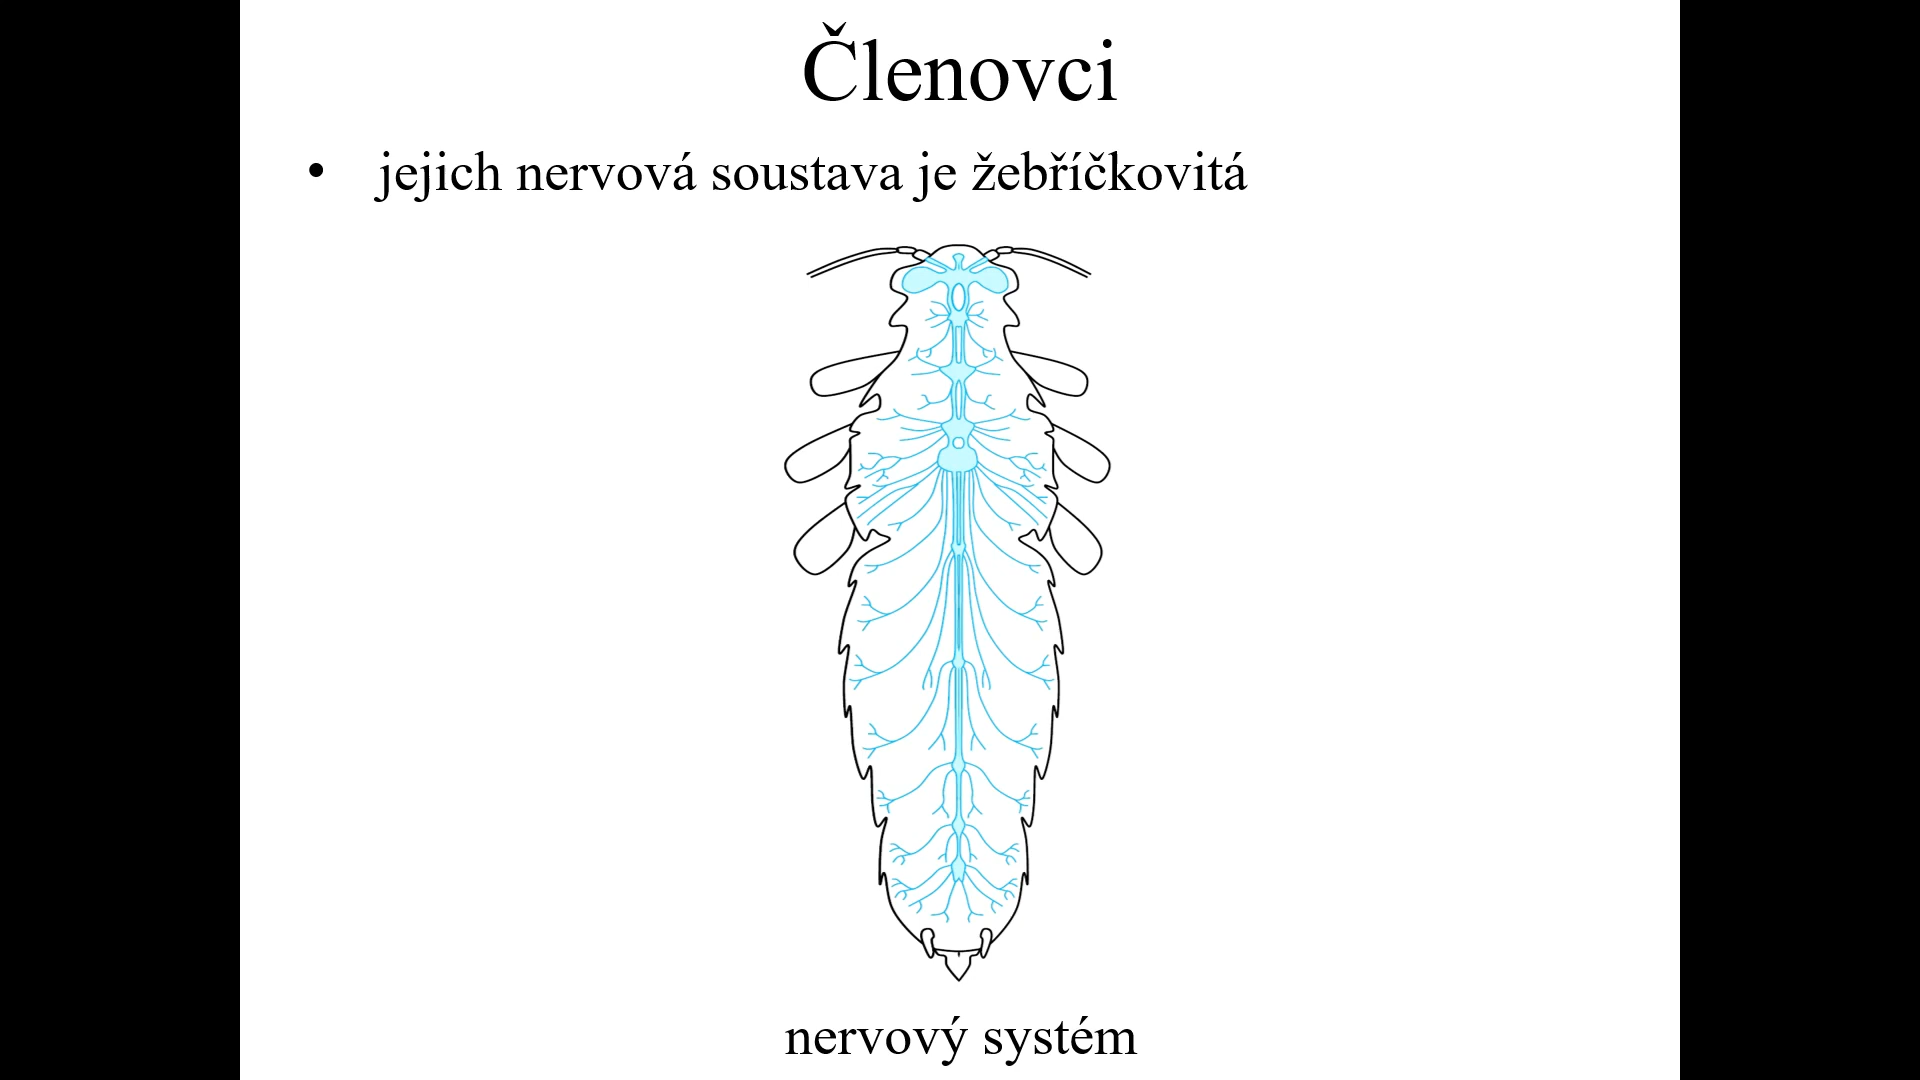 Členovci
• jejich nervová soustava je žebříčkovitá
nervový systém